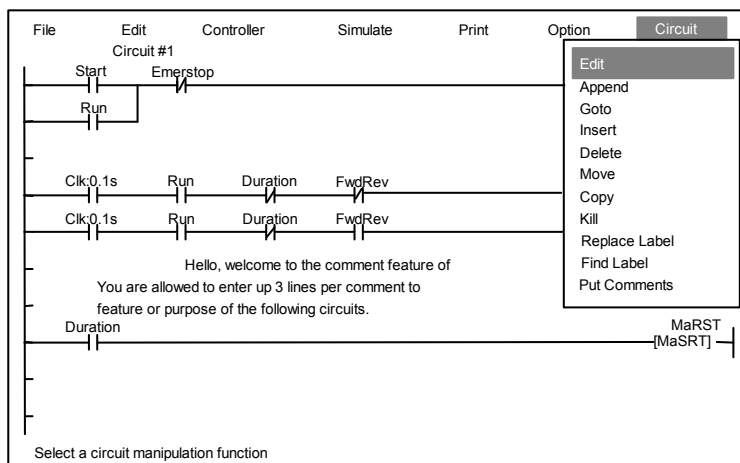 File Edit Controller Simulate Print Option Circuit
Circuit #1
Start Emerstop
Run
Clk:0.1s Run Duration FwdRev
Clk:0.1s Run Duration FwdRev
Hello, welcome to the comment feature of
You are allowed to enter up 3 lines per comment to
feature or purpose of the following circuits.
Duration MaRST
[MaSRT]
Edit
Append
Goto
Insert
Delete
Move
Copy
Kill
Replace Label
Find Label
Put Comments
Select a circuit manipulation function